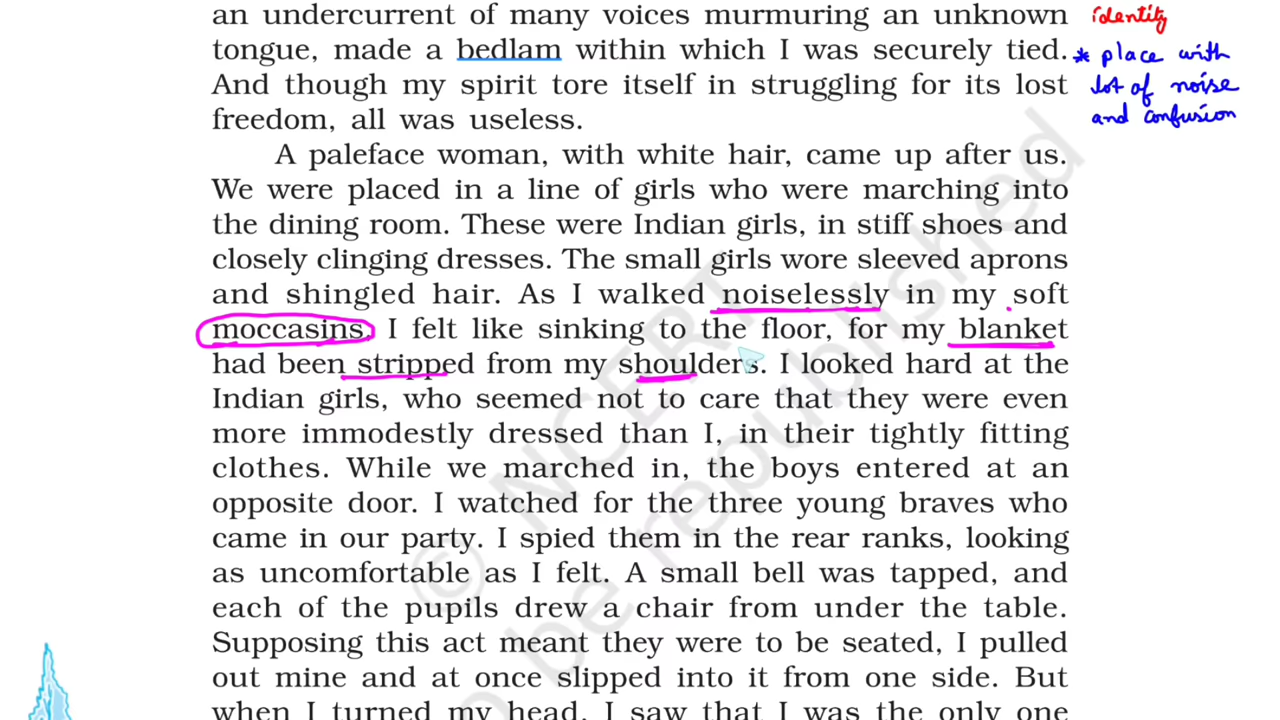 an undercurrent of many voices murmuring an unknown
tongue, made a bedlam within which I was securely tied.
And though my spirit tore itself in struggling for its lost
freedom, all was useless.
A paleface woman, with white hair, came up after us.
We were placed in a line of girls who were marching into
the dining room. These were Indian girls, in stiff shoes and
closely clinging dresses. The small girls wore sleeved aprons
and shingled hair. As I walked noiselessly in my soft
moccasins, I felt like sinking to the floor, for my blanket
had been stripped from my shoulders. I looked hard at the
Indian girls, who seemed not to care that they were even
more immodestly dressed than I, in their tightly fitting
clothes. While we marched in, the boys entered at an
opposite door. I watched for the three young braves who
came in our party. I spied them in the rear ranks, looking
as uncomfortable as I felt. A small bell was tapped, and
each of the pupils drew a chair from under the table.
Supposing this act meant they were to be seated, I pulled
out mine and at once slipped into it from one side. But
when I turned my head, I saw that I was the only one
identity
* place with
lot of noise
and confusion
© NCERT
be republished